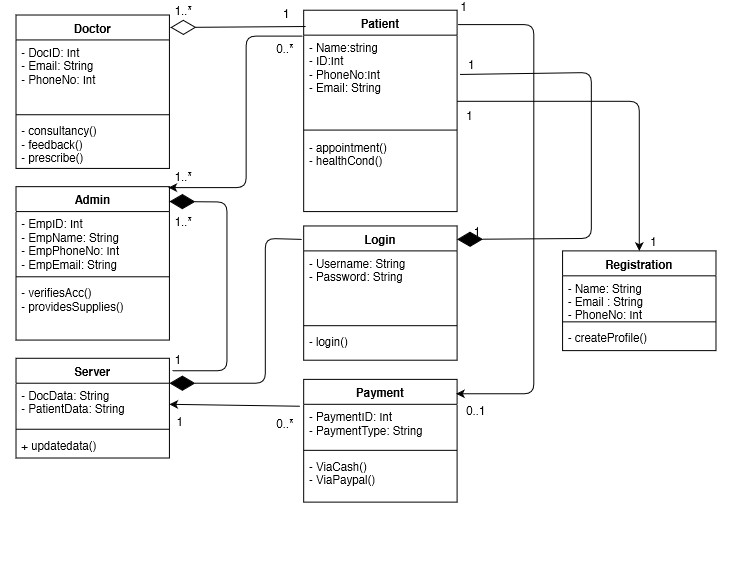 Doctor
- DocID: int
- Email: String
- PhoneNo: int
- consultancy()
- feedback()
- prescribe()
1..*
1
Patient
- Name:string
- ID:int
- PhoneNo:int
- Email: String
- appointment()
- healthCond()
1
0..*
1
1
1..*
Admin
- EmpID: int
- EmpName: String
- EmpPhoneNo: int
- EmpEmail: String
- verifiesAcc()
- providesSupplies()
1..*
Login
- Username: String
- Password: String
- login()
1
1
Registration
- Name: String
- Email : String
- PhoneNo: int
- createProfile()
1
Server
- DocData: String
- PatientData: String
+ updatedata()
1
0..*
Payment
- PaymentID: int
- PaymentType: String
- ViaCash()
- ViaPaypal()
0..1